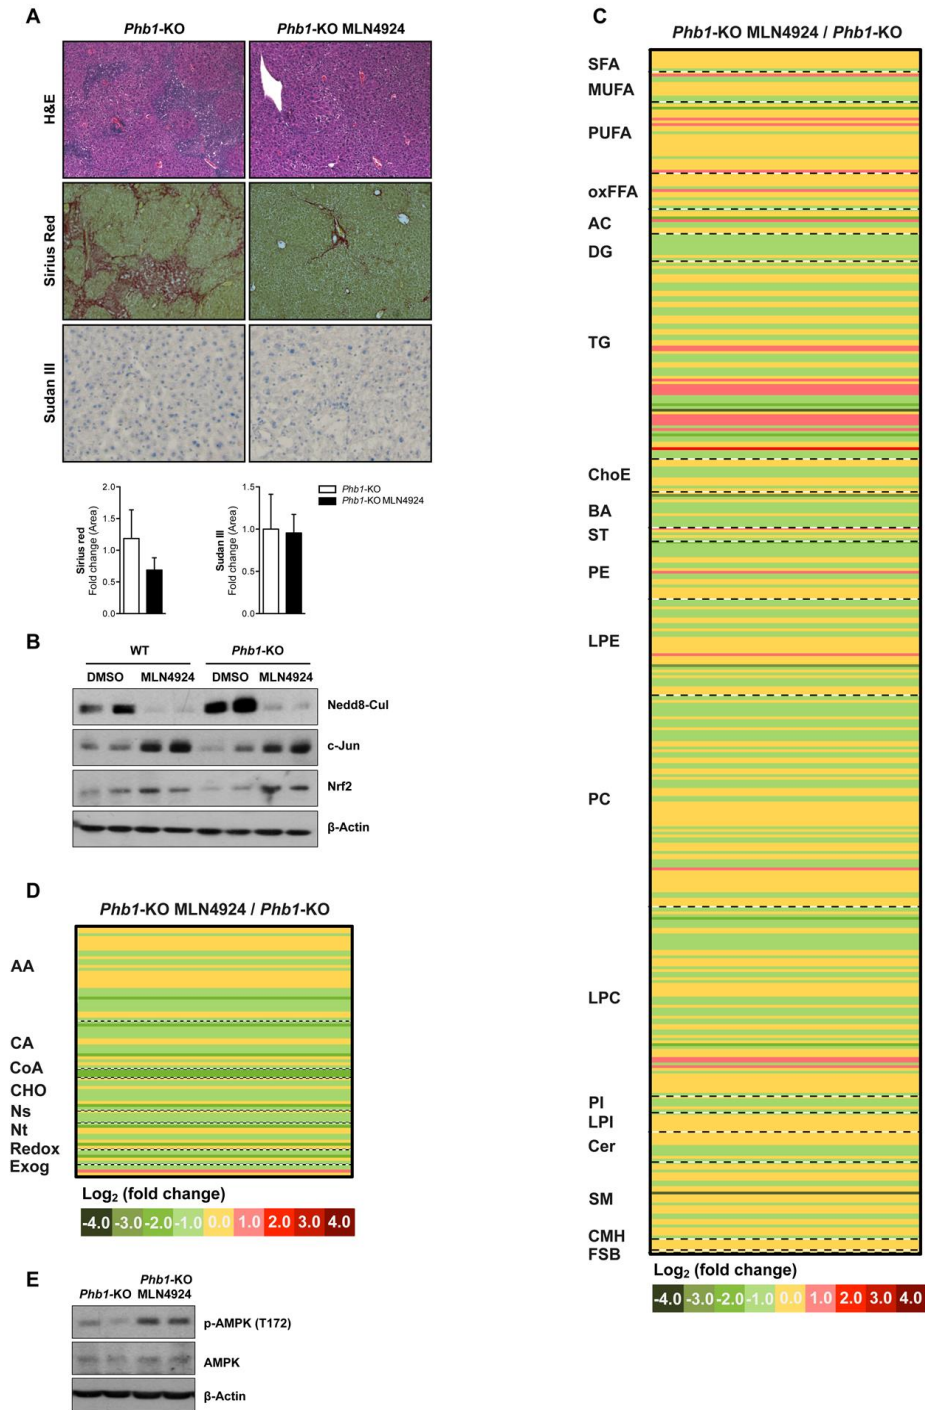 A
Phb1-KO
Phb1-KO MLN4924
H&E
Sirius Red
Sudan III
Sirius red
Fold change (Area)
2.0
1.5
1.0
0.5
0.0
Sudan III
Fold change (Area)
1.5
1.0
0.5
0.0
Phb1-KO
Phb1-KO MLN4924
B
WT
Phb1-KO
DMSO
MLN4924
DMSO
MLN4924
Nedd8-Cul
c-Jun
Nrf2
β-Actin
C
Phb1-KO MLN4924 / Phb1-KO
SFA
MUFA
PUFA
oxFFA
AC
DG
TG
ChoE
BA
ST
PE
LPE
PC
LPC
PI
LPI
Cer
SM
CMH
FSB
Log2 (fold change)
-4.0 -3.0 -2.0 -1.0 0.0 1.0 2.0 3.0 4.0
D
Phb1-KO MLN4924 / Phb1-KO
AA
CA
CoA
CHO
Ns
Nt
Redox
Exog
Log2 (fold change)
-4.0 -3.0 -2.0 -1.0 0.0 1.0 2.0 3.0 4.0
E
Phb1-KO
Phb1-KO
MLN4924
p-AMPK (T172)
AMPK
β-Actin